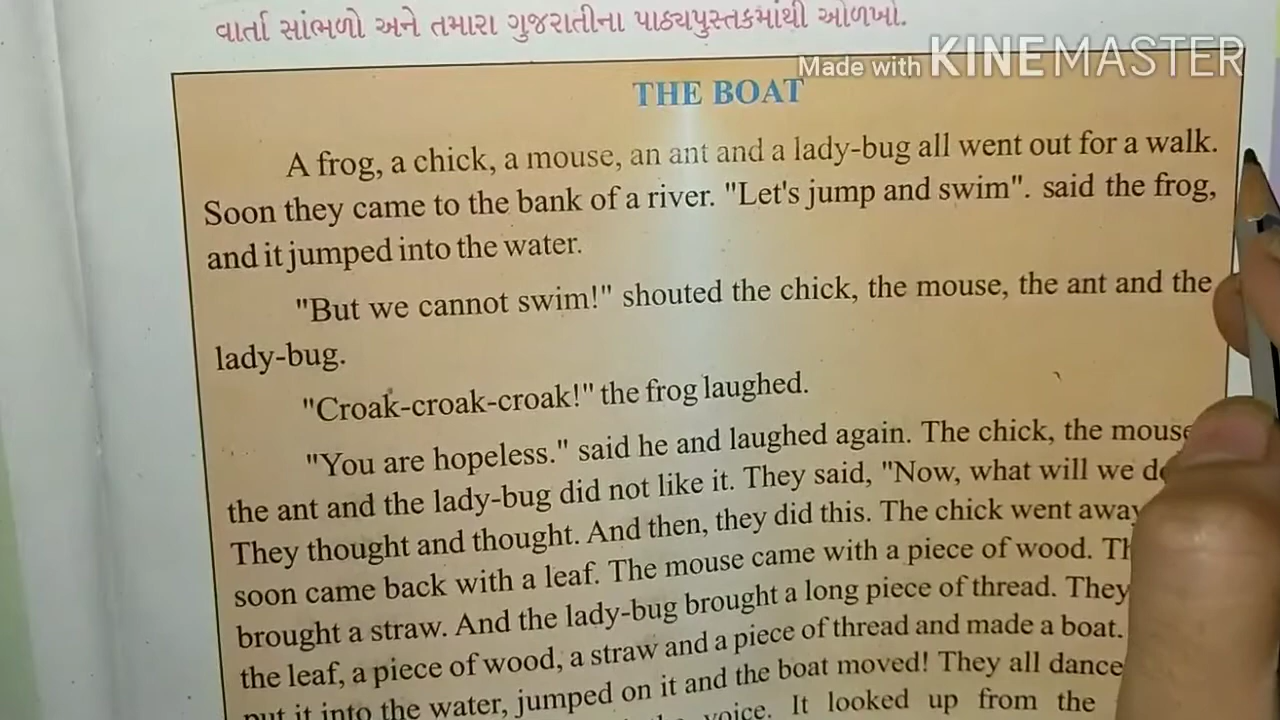 વાર્તા સાંભળો અને તમારા ગુજરાતીના પાઠ્યપુસ્તકમાંથી ઓળખો.
Made with KINEMASTER
THE BOAT
A frog, a chick, a mouse, an ant and a lady-bug all went out for a walk.
Soon they came to the bank of a river. "Let's jump and swim". said the frog,
and it jumped into the water.
"But we cannot swim!" shouted the chick, the mouse, the ant and the
lady-bug.
"Croak-croak-croak!" the frog laughed.
"You are hopeless." said he and laughed again. The chick, the mouse
the ant and the lady-bug did not like it. They said, "Now, what will we do
They thought and thought. And then, they did this. The chick went away
soon came back with a leaf. The mouse came with a piece of wood.
brought a straw. And the lady-bug brought a long piece of thread. They
the leaf, a piece of wood, a straw and a piece of thread and made a boat.
put it into the water, jumped on it and the boat moved! They all dance
voice. It looked up from the